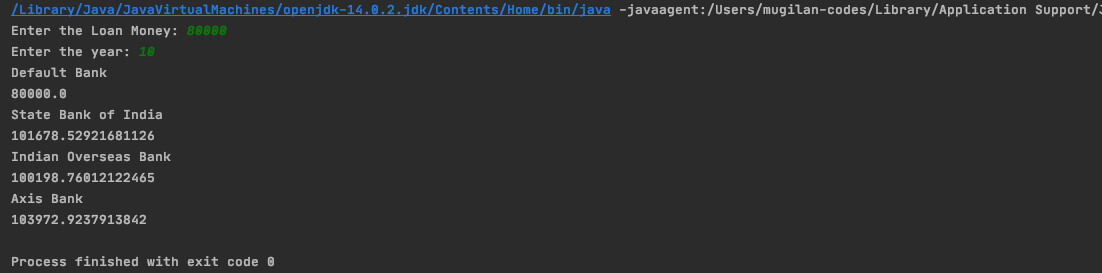 /Library/Java/JavaVirtualMachines/openjdk-14.0.2.jdk/Contents/Home/bin/java -javaagent:/Users/mugilan-codes/Library/Application Support/J
Enter the Loan Money: 80000
Enter the year: 10
Default Bank
80000.0
State Bank of India
101678.52921681126
Indian Overseas Bank
100198.76012122465
Axis Bank
103972.9237913842
Process finished with exit code 0